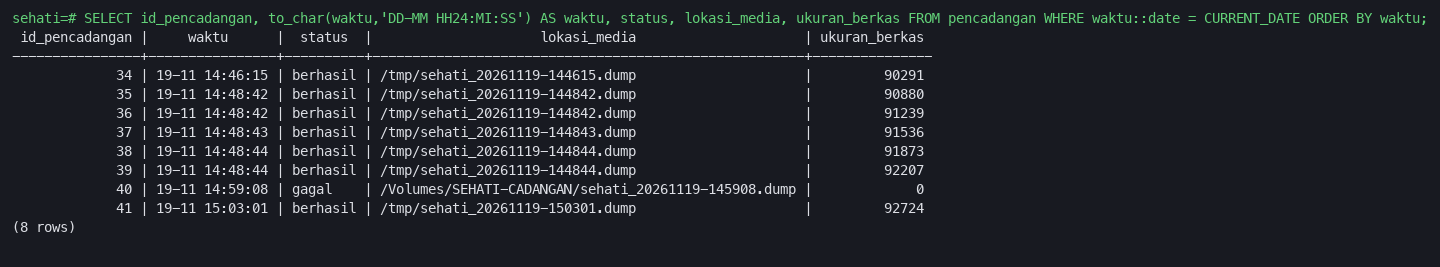 sehati=# SELECT id_pencadangan, to_char(waktu,'DD-MM HH24:MI:SS') AS waktu, status, lokasi_media, ukuran_berkas FROM pencadangan WHERE waktu::date = CURRENT_DATE ORDER BY waktu;
 id_pencadangan |     waktu      |  status  |                     lokasi_media                     | ukuran_berkas
----------------+----------------+----------+------------------------------------------------------+---------------
             34 | 19-11 14:46:15 | berhasil | /tmp/sehati_20261119-144615.dump                     |         90291
             35 | 19-11 14:48:42 | berhasil | /tmp/sehati_20261119-144842.dump                     |         90880
             36 | 19-11 14:48:42 | berhasil | /tmp/sehati_20261119-144842.dump                     |         91239
             37 | 19-11 14:48:43 | berhasil | /tmp/sehati_20261119-144843.dump                     |         91536
             38 | 19-11 14:48:44 | berhasil | /tmp/sehati_20261119-144844.dump                     |         91873
             39 | 19-11 14:48:44 | berhasil | /tmp/sehati_20261119-144844.dump                     |         92207
             40 | 19-11 14:59:08 | gagal    | /Volumes/SEHATI-CADANGAN/sehati_20261119-145908.dump |             0
             41 | 19-11 15:03:01 | berhasil | /tmp/sehati_20261119-150301.dump                     |         92724
(8 rows)